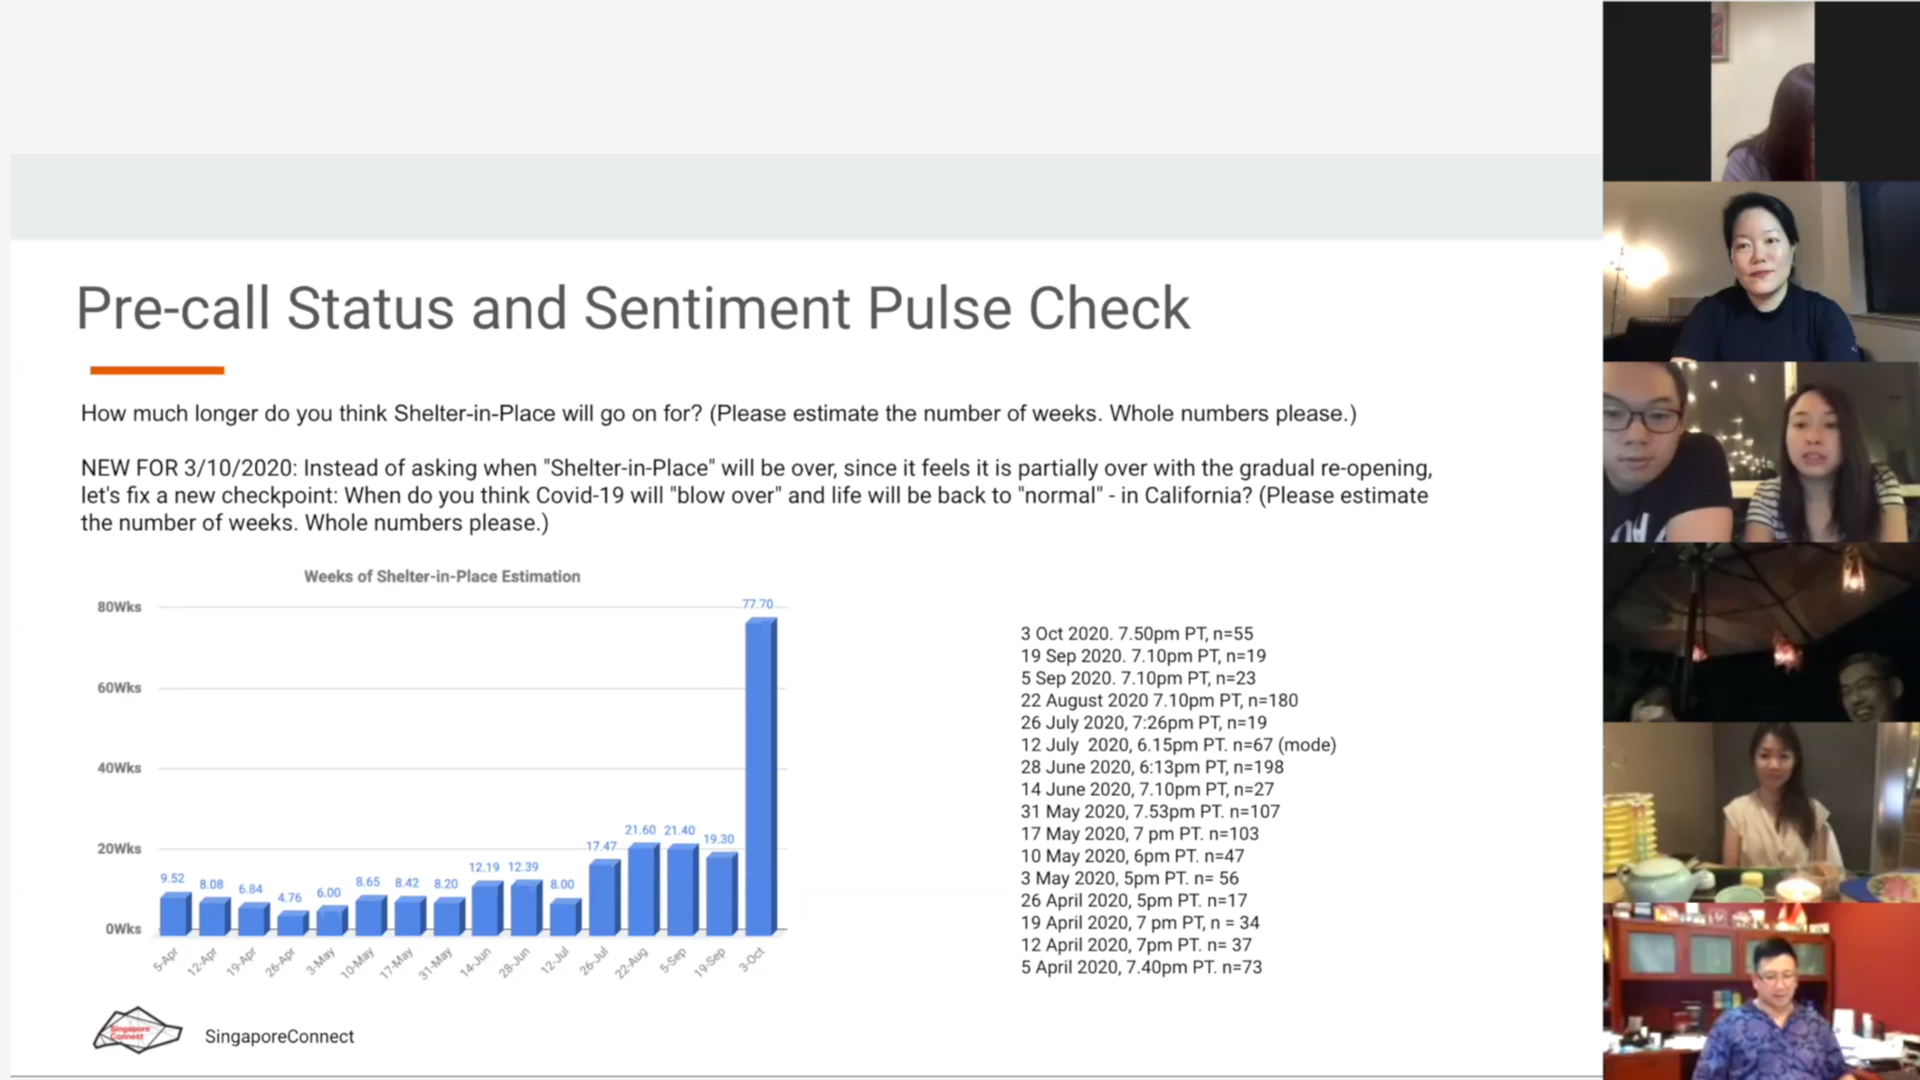 Pre-call Status and Sentiment Pulse Check
How much longer do you think Shelter-in-Place will go on for? (Please estimate the number of weeks. Whole numbers please.)
NEW FOR 3/10/2020: Instead of asking when "Shelter-in-Place" will be over, since it feels it is partially over with the gradual re-opening,
let's fix a new checkpoint: When do you think Covid-19 will "blow over" and life will be back to "normal" - in California? (Please estimate
the number of weeks. Whole numbers please.)
Weeks of Shelter-in-Place Estimation
80Wks
60Wks
40Wks
20Wks
0Wks
9.52
8.08
6.84
4.76
6.00
8.65
8.42
8.20
12.19
12.39
8.00
17.47
21.60
21.40
19.30
77.70
5-Apr
12-Apr
19-Apr
26-Apr
3-May
10-May
17-May
31-May
14-Jun
28-Jun
12-Jul
26-Jul
22-Aug
5-Sep
19-Sep
3-Oct
3 Oct 2020. 7.50pm PT, n=55
19 Sep 2020. 7.10pm PT, n=19
5 Sep 2020. 7.10pm PT, n=23
22 August 2020 7.10pm PT, n=180
26 July 2020, 7:26pm PT, n=19
12 July  2020, 6.15pm PT. n=67 (mode)
28 June 2020, 6:13pm PT, n=198
14 June 2020, 7.10pm PT, n=27
31 May 2020, 7.53pm PT. n=107
17 May 2020, 7 pm PT. n=103
10 May 2020, 6pm PT. n=47
3 May 2020, 5pm PT. n= 56
26 April 2020, 5pm PT. n=17
19 April 2020, 7 pm PT, n = 34
12 April 2020, 7pm PT. n= 37
5 April 2020, 7.40pm PT. n=73
Singapore
Connect
SingaporeConnect